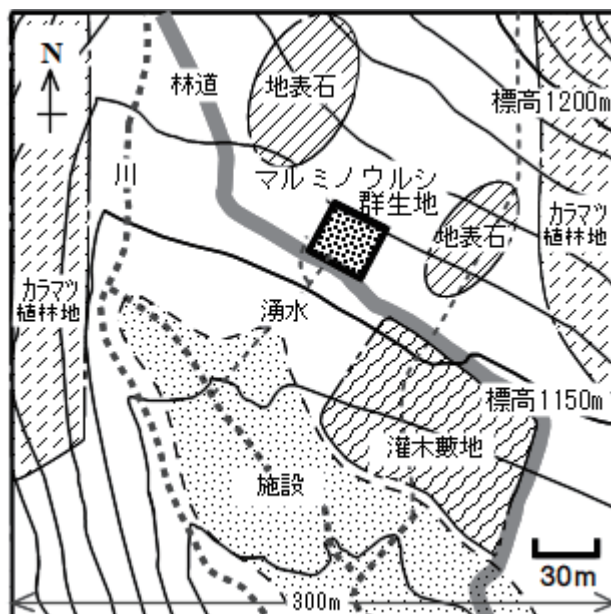 N
林道
地表石
標高1200m
川
マルミノウルシ
群生地
地表石
カラマツ
植林地
カラマツ
植林地
湧水
標高1150m
灌木藪地
施設
30m
300m